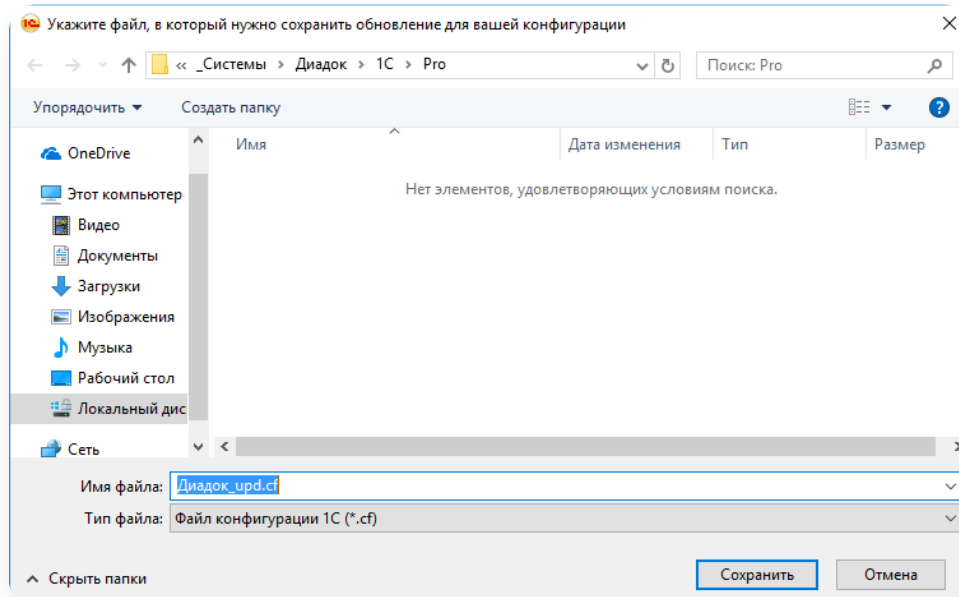 1С Укажите файл, в который нужно сохранить обновление для вашей конфигурации
« _Системы › Диадок › 1С › Pro
Поиск: Pro
Упорядочить
Создать папку
?
OneDrive
Этот компьютер
Видео
Документы
Загрузки
Изображения
Музыка
Рабочий стол
Локальный дис
Сеть
Имя Дата изменения Тип Размер
Нет элементов, удовлетворяющих условиям поиска.
Имя файла: Диадок_upd.cf
Тип файла: Файл конфигурации 1С (*.cf)
Скрыть папки
Сохранить
Отмена